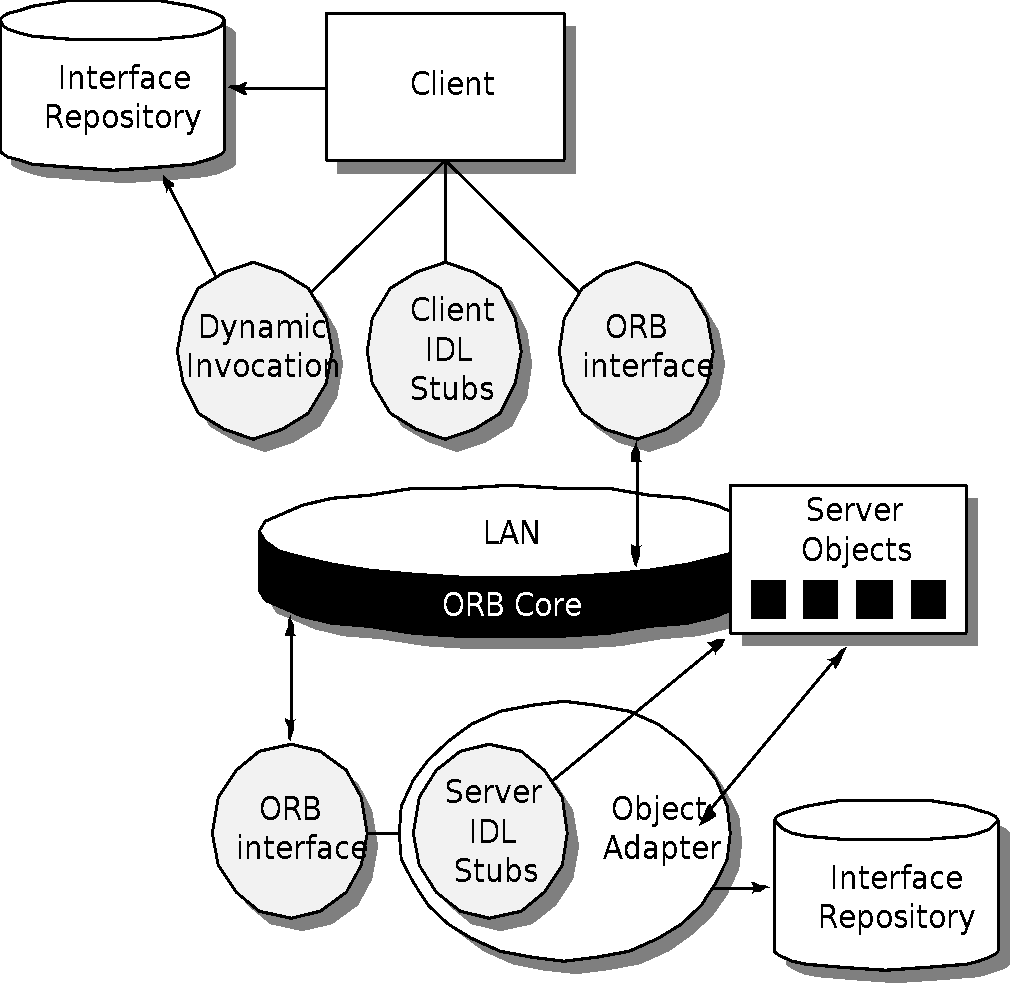 Interface
Repository
Client
Dynamic
Invocation
Client
IDL
Stubs
ORB
interface
LAN
ORB Core
Server
Objects
ORB
interface
Server
IDL
Stubs
Object
Adapter
Interface
Repository